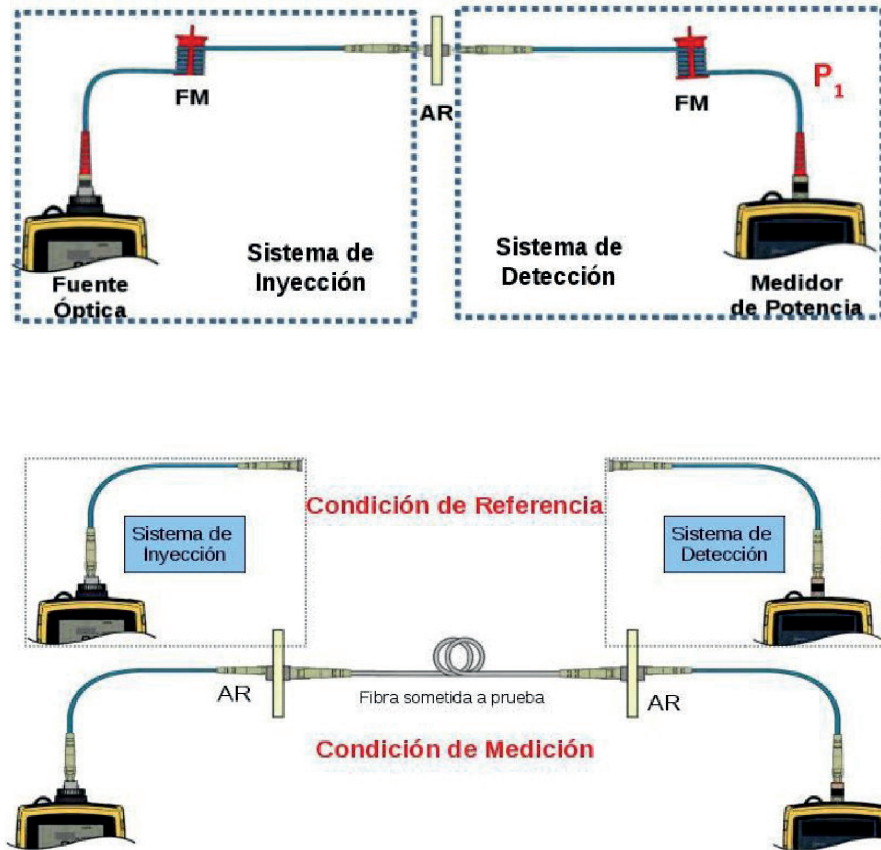 FM
AR
FM
P1
Sistema de
Inyección
Sistema de
Detección
Fuente
Óptica
Medidor
de Potencia
Condición de Referencia
Sistema de
Inyección
Sistema de
Detección
AR
Fibra sometida a prueba
AR
Condición de Medición